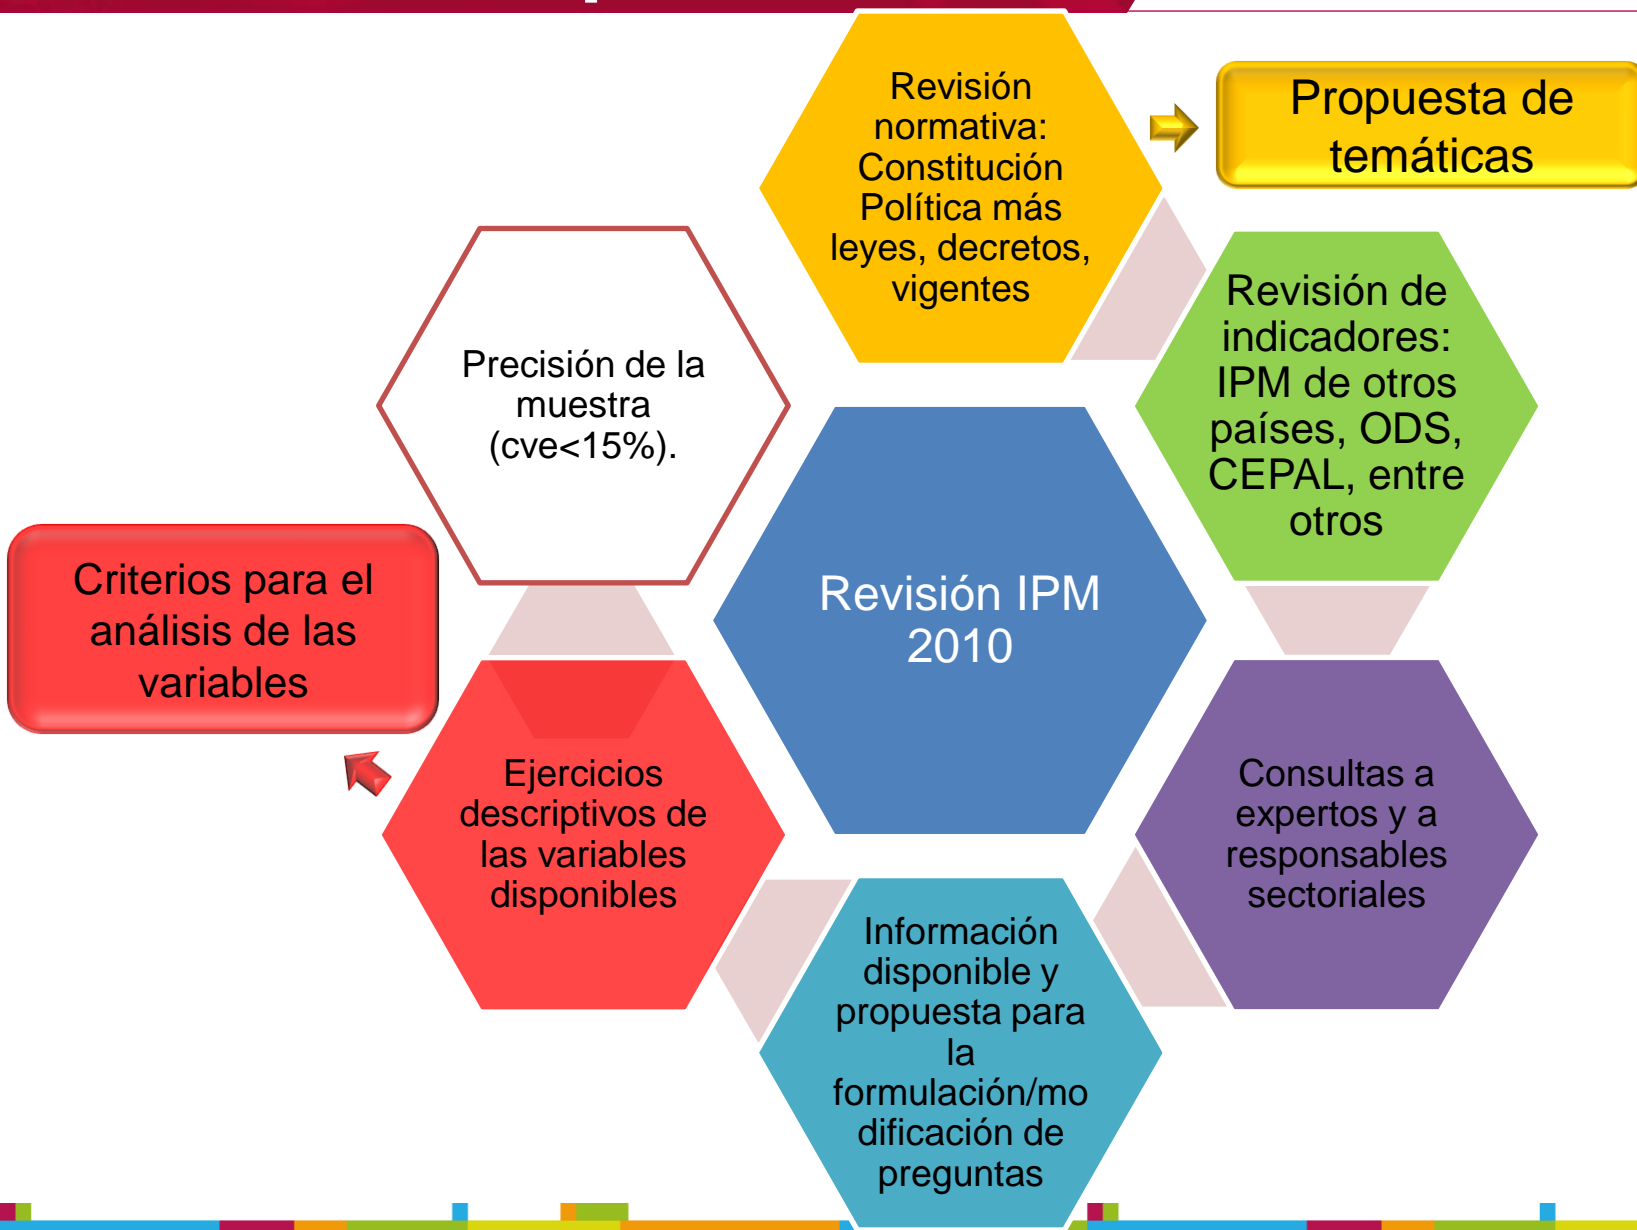 Revisión
normativa:
Constitución
Política más
leyes, decretos,
vigentes
Propuesta de
temáticas
Revisión de
indicadores:
IPM de otros
países, ODS,
CEPAL, entre
otros
Precisión de la
muestra
(cve<15%).
Criterios para el
análisis de las
variables
Revisión IPM
2010
Ejercicios
descriptivos de
las variables
disponibles
Consultas a
expertos y a
responsables
sectoriales
Información
disponible y
propuesta para
la
formulación/mo
dificación de
preguntas